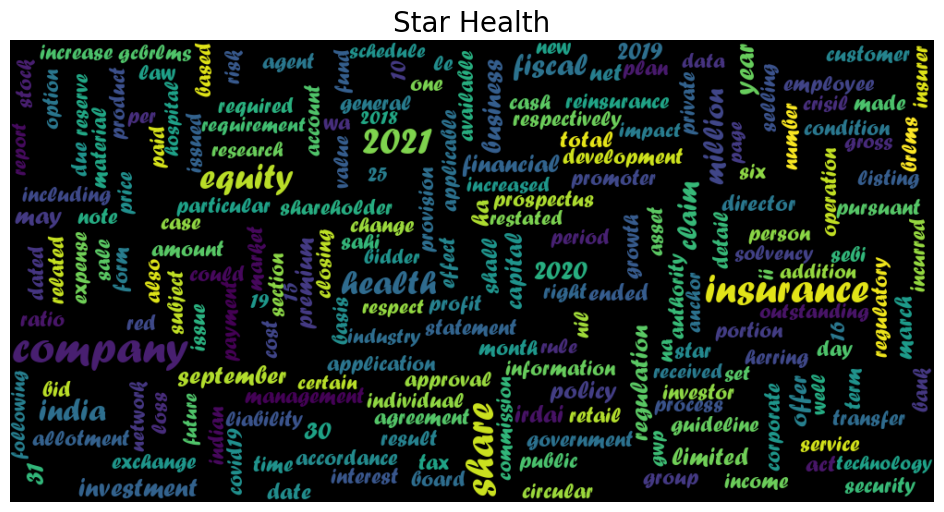 Star Health
increase gcbrlms
law
based
risk
agent
fund
schedule
10
le
one
available
business
new
fiscal
net
2019
plan
data
year
selling
customer
employee
insurer
stock
option
due reserve
material
product
per
paid
hospital
issued
required
requirement
research
account
general
2018
wa
value
2021
25
applicable
cash
reinsurance
respectively
total
impact
development
private
million
page
number
crisil
made
condition
gross
brlms
report
including
price
equity
financial
increased
promoter
six
listing
may
note
particular
shareholder
provision
ha
prospectus
restated
director
operation
pursuant
case
change
sahi
bidder
effect
shall
capital
period
growth
asset
claim
detail
person
solvency
sebi
dated
related
expense
sale
form
also
subject
amount
could
market
section
premium
closing
health
2020
right
ended
authority
anchor
ii
addition
insurance
outstanding
regulatory
incurred
march
ratio
red
issue
payment
19
cost
15
basis
respect
profit
industry
statement
nil
na
portion
16
company
application
month
rule
star
herring
day
following
bid
september
certain
management
approval
individual
information
policy
regulation
received
set
investor
process
offer
well
term
bank
india
allotment
network
loss
future
indian
liability
agreement
share
commission
irdai
retail
guideline
corporate
transfer
covid19
30
result
government
service
31
exchange
time
accordance
tax
public
gwp
limited
act
technology
investment
date
interest
board
circular
group
income
security